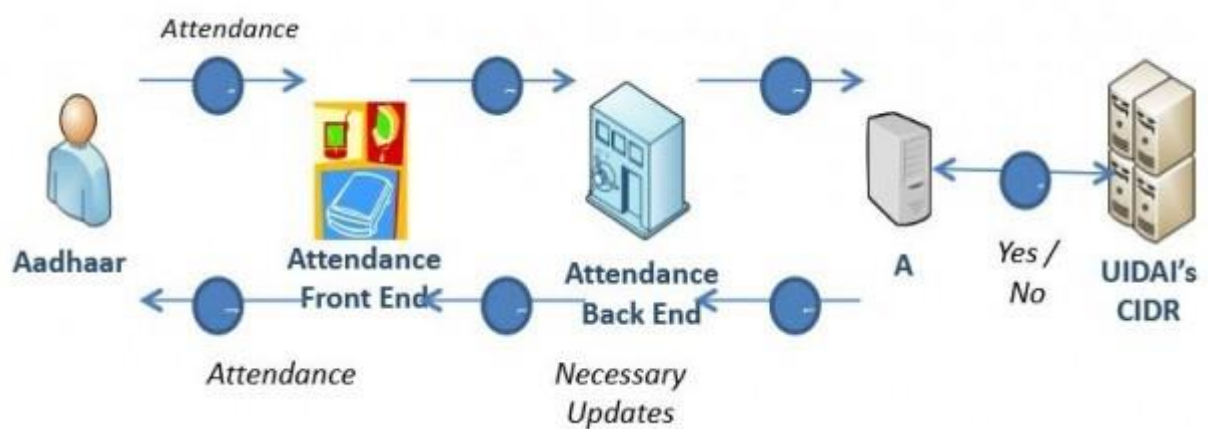 Attendance
Aadhaar
Attendance
Front End
Attendance
Back End
A
Yes /
No
UIDAI's
CIDR
Attendance
Necessary
Updates